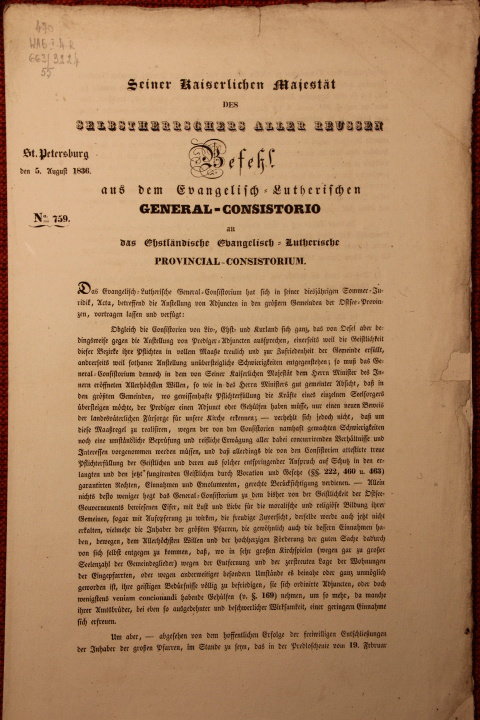 470
WAB.I.4.R
663/3224
55
Seiner Kaiserlichen Majestät
DES
SELBSTHERRSCHERS ALLER REUSSEN
Befehl
St. Petersburg
den 5. August 1836.
aus dem Evangelisch-Lutherischen
GENERAL-CONSISTORIO
No. 759.
an
das Ehstländische Evangelisch-Lutherische
PROVINCIAL-CONSISTORIUM.
Das Evangelisch-Lutherische General-Consistorium hat sich in seiner diesjährigen Sommer-Ju-
ridik, Acta, betreffend die Anstellung von Adjuncten in den größern Gemeinden der Ostsee-Provin-
zen, vortragen lassen und verfügt:
Obgleich die Consistorien von Liv-, Ehst- und Kurland sich ganz, das von Oesel aber be-
dingsweise gegen die Anstellung von Prediger-Adjuncten aussprechen, einerseits weil die Geistlichkeit
dieser Bezirke ihre Pflichten in vollem Maaße treulich und zur Zufriedenheit der Gemeinde erfüllt,
andrerseits weil sothaner Anstellung unübersteigliche Schwierigkeiten entgegenstehen; so muß das Ge-
neral-Consistorium dennoch in dem von Seiner Kaiserlichen Majestät dem Herrn Minister des In-
nern eröffneten Allerhöchsten Willen, so wie in des Herrn Ministers gut gemeinter Absicht, daß in
den größten Gemeinden, wo gewissenhafte Pflichterfüllung die Kräfte eines einzelnen Seelsorgers
übersteigen möchte, der Prediger einen Adjunct oder Gehülfen haben müsse, nur einen neuen Beweis
der landesväterlichen Fürsorge für unsre Kirche erkennen; — verhehlt sich jedoch nicht, daß um
diese Maaßregel zu realisiren, wegen der von den Consistorien namhaft gemachten Schwierigkeiten
noch eine umständliche Beprüfung und reifliche Erwägung aller dabei concurrirenden Verhältnisse und
Interessen vorgenommen werden müssen, und daß allerdings die von den Consistorien attestirte treue
Pflichterfüllung der Geistlichen und deren aus solcher entspringender Anspruch auf Schutz in den er-
langten und den jetzt fungirenden Geistlichen durch Vocation und Gesetze (§§. 222, 460 u. 463)
garantirten Rechten, Einnahmen und Emolumenten, gerechte Berücksichtigung verdienen. — Allein
nichts desto weniger hegt das General-Consistorium zu dem bisher von der Geistlichkeit der Ostsee-
Gouvernements bewiesenen Eifer, mit Lust und Liebe für die moralische und religiöse Bildung ihrer
Gemeinen, sogar mit Aufopferung zu wirken, die freudige Zuversicht, derselbe werde auch jetzt nicht
erkalten, vielmehr die Inhaber der größten Pfarren, die gewöhnlich auch die bessern Einnahmen ha-
ben, bewegen, dem Allerhöchsten Willen und der hochherzigen Förderung der guten Sache dadurch
von sich selbst entgegen zu kommen, daß, wo in sehr großen Kirchspielen (wegen gar zu großer
Seelenzahl der Gemeindeglieder) wegen der Entfernung und der zerstreuten Lage der Wohnungen
der Eingepfarrten, oder wegen anderweitiger besondern Umstände es beinahe oder ganz unmöglich
geworden ist, ihre geistigen Bedürfnisse völlig zu befriedigen, sie sich ordinirte Adjuncten, oder doch
wenigstens veniam concionandi habende Gehülfen (v. §. 169) nehmen, um so mehr, da manche
ihrer Amtsbrüder, bei eben so ausgedehnter und beschwerlicher Wirksamkeit, einer geringern Einnahme
sich erfreuen.
Um aber, — abgesehen von dem hoffentlichen Erfolge der freiwilligen Entschließungen
der Inhaber der großen Pfarren, im Stande zu seyn, das in der Predloschenie vom 19. Februar